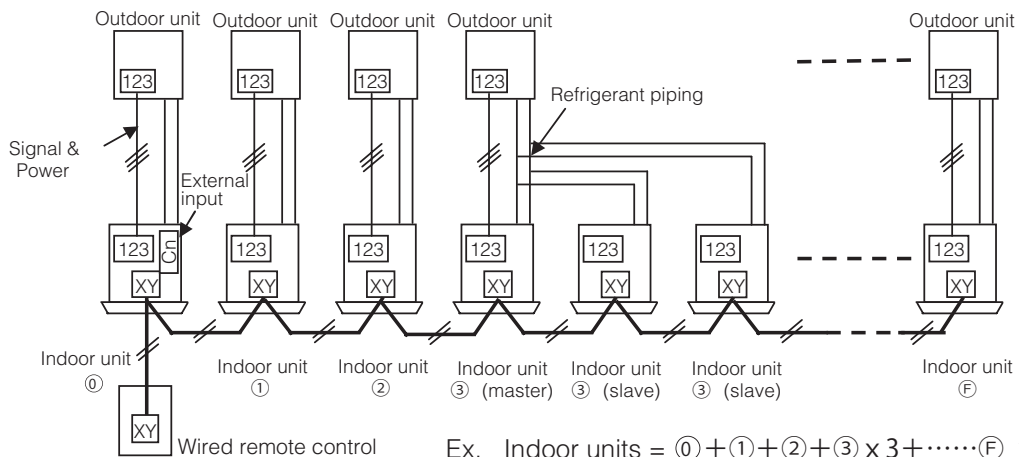 Outdoor unit Outdoor unit Outdoor unit Outdoor unit Outdoor unit
123 123 123 123 123
Refrigerant piping
Signal &
Power
External
input
Cn
123 123 123 123 123 123 123
XY XY XY XY XY XY XY
Indoor unit Indoor unit Indoor unit Indoor unit Indoor unit Indoor unit Indoor unit
⓪ ① ② ③ (master) ③ (slave) ③ (slave) Ⓕ
XY
Wired remote control
Ex. Indoor units = ⓪+①+②+③ x 3+⋯⋯Ⓕ